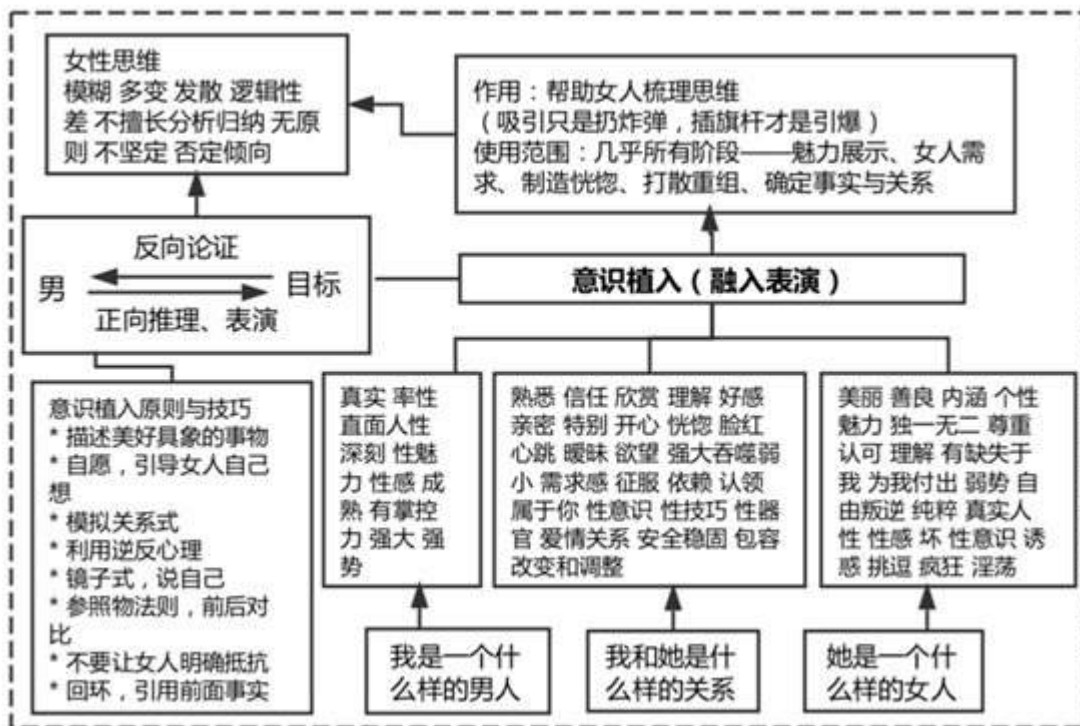 女性思维
模糊 多变 发散 逻辑性
差 不擅长分析归纳 无原
则 不坚定 否定倾向
作用：帮助女人梳理思维
（吸引只是扔炸弹，插旗杆才是引爆）
使用范围：几乎所有阶段——魅力展示、女人需
求、制造恍惚、打散重组、确定事实与关系
反向论证
男
目标
正向推理、表演
意识植入（融入表演）
意识植入原则与技巧
* 描述美好具象的事物
* 自愿，引导女人自己
想
* 模拟关系式
* 利用逆反心理
* 镜子式，说自己
* 参照物法则，前后对
比
* 不要让女人明确抵抗
* 回环，引用前面事实
真实 率性
直面人性
深刻 性魅
力 性感 成
熟 有掌控
力 强大 强
势
熟悉 信任 欣赏 理解 好感
亲密 特别 开心 恍惚 脸红
心跳 暧昧 欲望 强大吞噬弱
小 需求感 征服 依赖 认领
属于你 性意识 性技巧 性器
官 爱情关系 安全稳固 包容
改变和调整
美丽 善良 内涵 个性
魅力 独一无二 尊重
认可 理解 有缺失于
我 为我付出 弱势 自
由叛逆 纯粹 真实人
性 性感 坏 性意识 诱
惑 挑逗 疯狂 淫荡
我是一个什
么样的男人
我和她是什
么样的关系
她是一个什
么样的女人